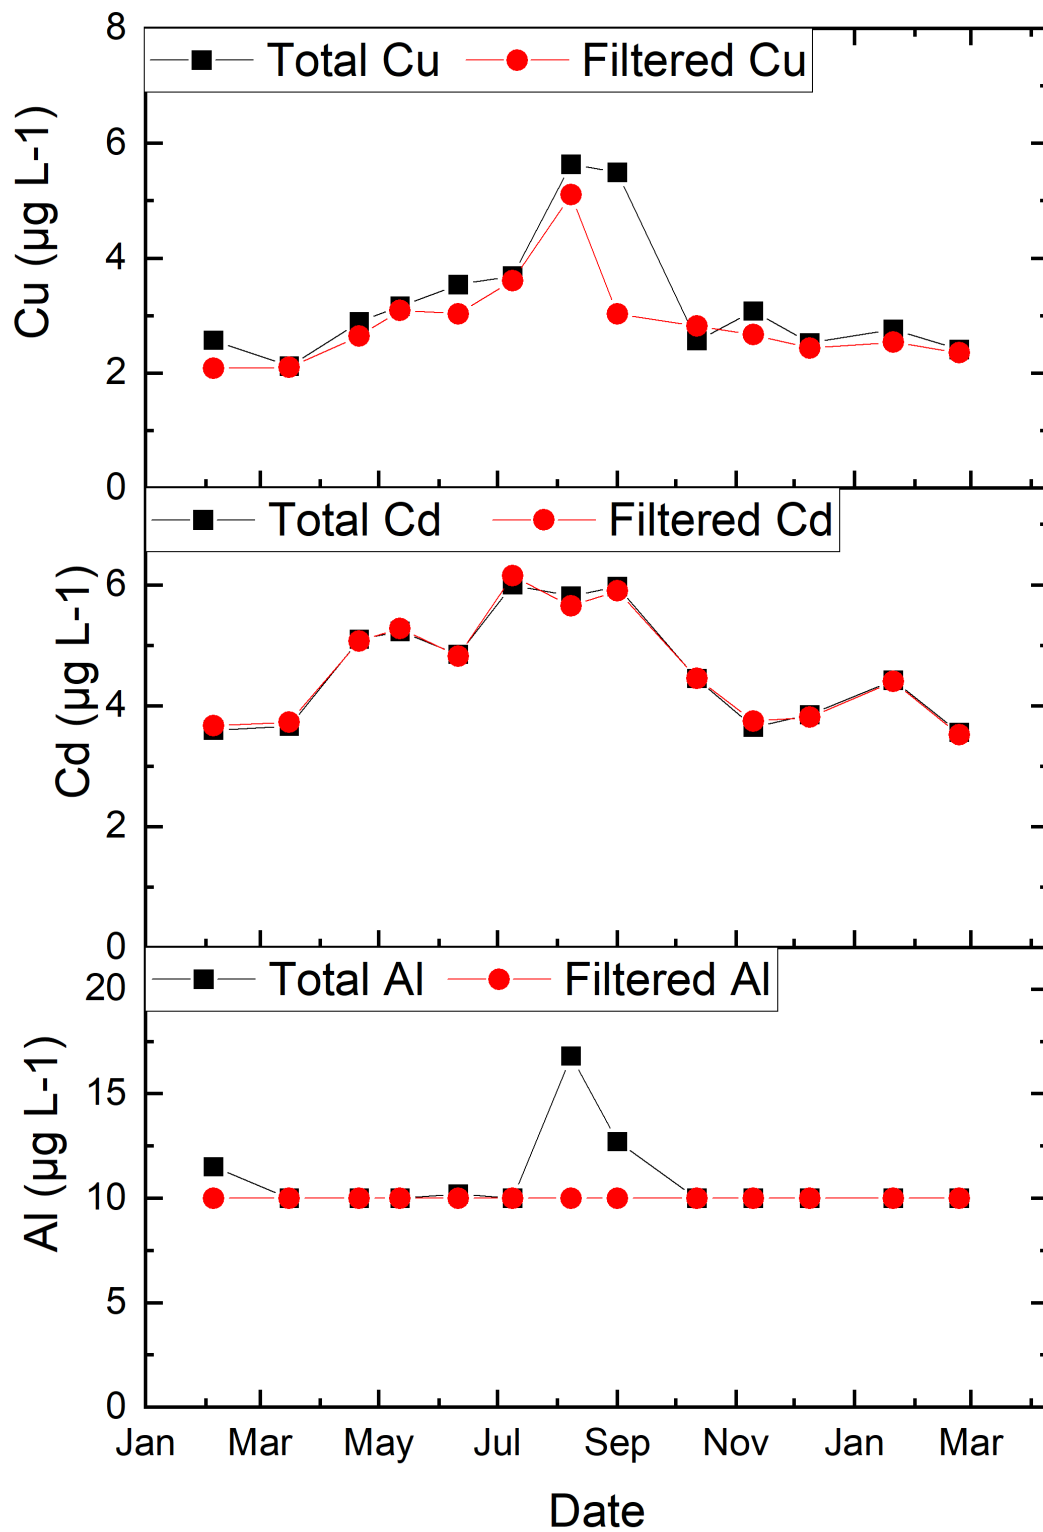 8
Total Cu Filtered Cu
6
4
2
0
Cu (µg L-1)
Total Cd Filtered Cd
6
4
2
0
Cd (µg L-1)
Total Al Filtered Al
20
15
10
5
0
Al (µg L-1)
Jan Mar May Jul Sep Nov Jan Mar
Date